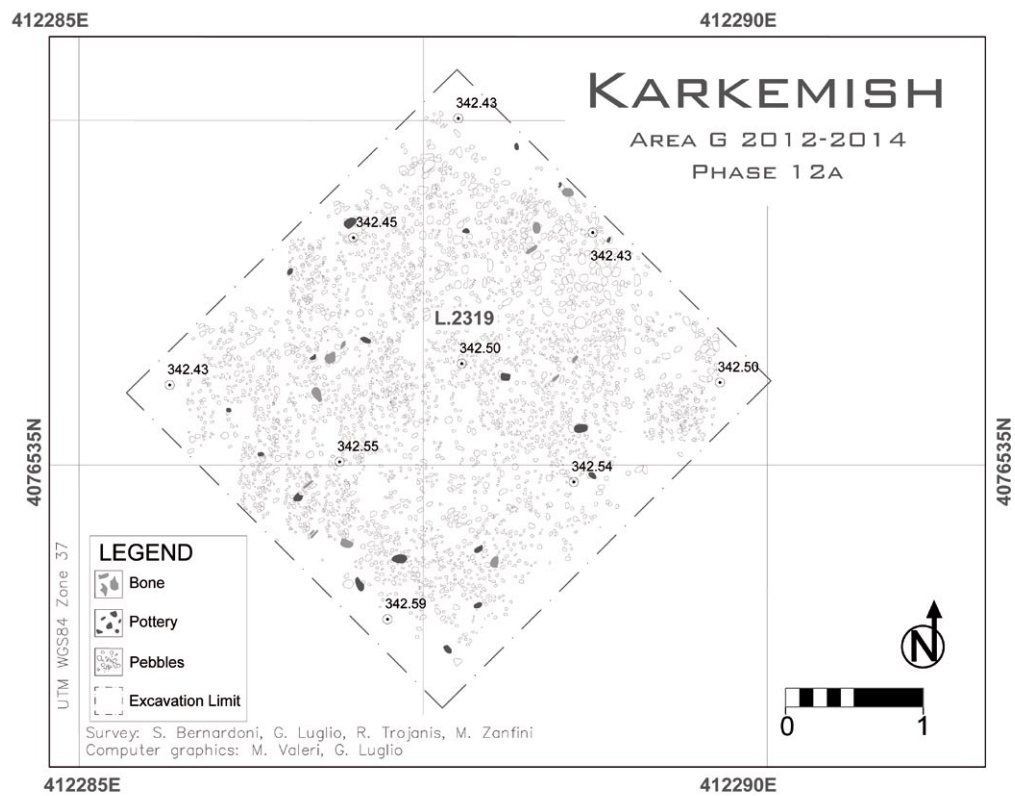 412285E
412290E
KARKEMISH
AREA G 2012-2014
PHASE 12A
342.43
342.45
342.43
L.2319
342.50
342.43
342.50
342.55
342.54
342.59
4076535N
4076535N
UTM WGS84 Zone 37
LEGEND
Bone
Pottery
Pebbles
Excavation Limit
N
0 1
Survey: S. Bernardoni, G. Luglio, R. Trojanis, M. Zanfini
Computer graphics: M. Valeri, G. Luglio
412285E
412290E